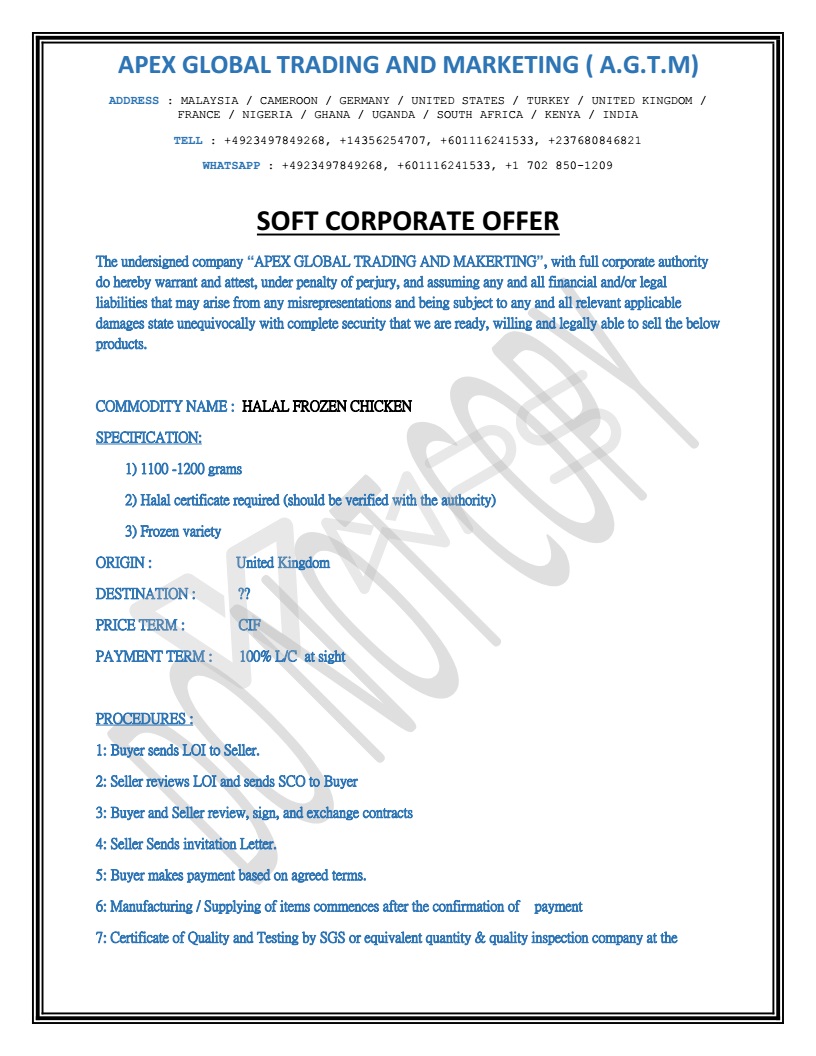 APEX GLOBAL TRADING AND MARKETING ( A.G.T.M)
ADDRESS : MALAYSIA / CAMEROON / GERMANY / UNITED STATES / TURKEY / UNITED KINGDOM /
FRANCE / NIGERIA / GHANA / UGANDA / SOUTH AFRICA / KENYA / INDIA
TELL : +4923497849268, +14356254707, +601116241533, +237680846821
WHATSAPP : +4923497849268, +601116241533, +1 702 850-1209
SOFT CORPORATE OFFER
The undersigned company “APEX GLOBAL TRADING AND MAKERTING”, with full corporate authority
do hereby warrant and attest, under penalty of perjury, and assuming any and all financial and/or legal
liabilities that may arise from any misrepresentations and being subject to any and all relevant applicable
damages state unequivocally with complete security that we are ready, willing and legally able to sell the below
products.
COMMODITY NAME : HALAL FROZEN CHICKEN
SPECIFICATION:
1) 1100 -1200 grams
2) Halal certificate required (should be verified with the authority)
3) Frozen variety
ORIGIN : United Kingdom
DESTINATION : ??
PRICE TERM : CIF
PAYMENT TERM : 100% L/C at sight
PROCEDURES :
1: Buyer sends LOI to Seller.
2: Seller reviews LOI and sends SCO to Buyer
3: Buyer and Seller review, sign, and exchange contracts
4: Seller Sends invitation Letter.
5: Buyer makes payment based on agreed terms.
6: Manufacturing / Supplying of items commences after the confirmation of payment
7: Certificate of Quality and Testing by SGS or equivalent quantity & quality inspection company at the
DO NOT COPY